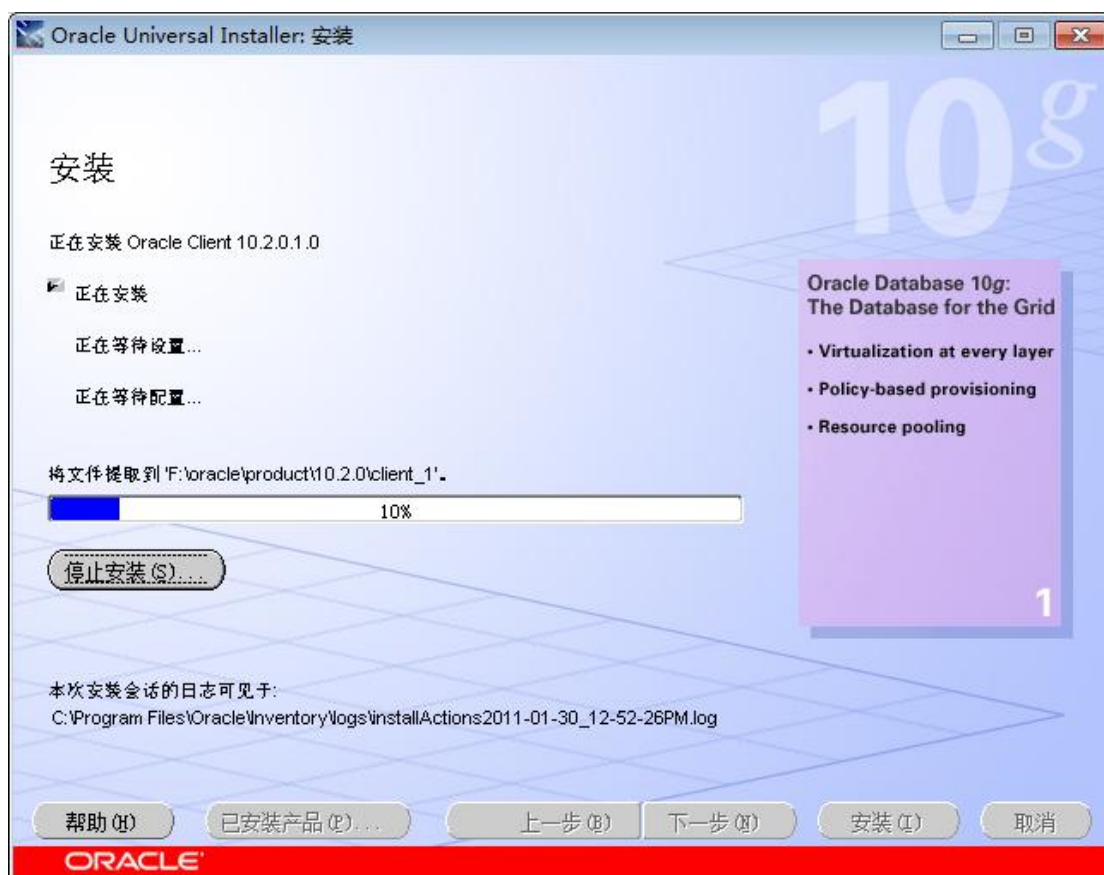 Oracle Universal Installer: 安装
10g
安装
正在安装 Oracle Client 10.2.0.1.0
正在安装
正在等待设置...
正在等待配置...
将文件提取到 'F:\oracle\product\10.2.0\client_1'。
10%
停止安装(S)....
本次安装会话的日志可见于:
C:\Program Files\Oracle\Inventory\logs\installActions2011-01-30_12-52-26PM.log
Oracle Database 10g:
The Database for the Grid
• Virtualization at every layer
• Policy-based provisioning
• Resource pooling
1
帮助(H) 已安装产品(P)... 上一步(B) 下一步(N) 安装(I) 取消
ORACLE